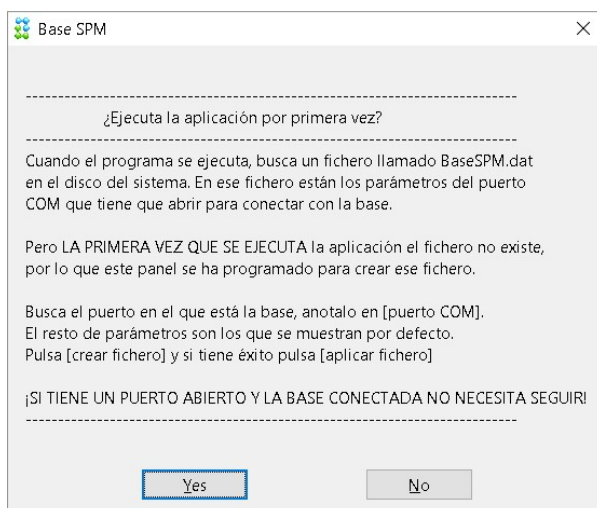 Base SPM
----------------------------------------------------------------------------
¿Ejecuta la aplicación por primera vez?
----------------------------------------------------------------------------
Cuando el programa se ejecuta, busca un fichero llamado BaseSPM.dat
en el disco del sistema. En ese fichero están los parámetros del puerto
COM que tiene que abrir para conectar con la base.
Pero LA PRIMERA VEZ QUE SE EJECUTA la aplicación el fichero no existe,
por lo que este panel se ha programado para crear ese fichero.
Busca el puerto en el que está la base, anotalo en [puerto COM].
El resto de parámetros son los que se muestran por defecto.
Pulsa [crear fichero] y si tiene éxito pulsa [aplicar fichero]
¡SI TIENE UN PUERTO ABIERTO Y LA BASE CONECTADA NO NECESITA SEGUIR!
----------------------------------------------------------------------------
Yes No